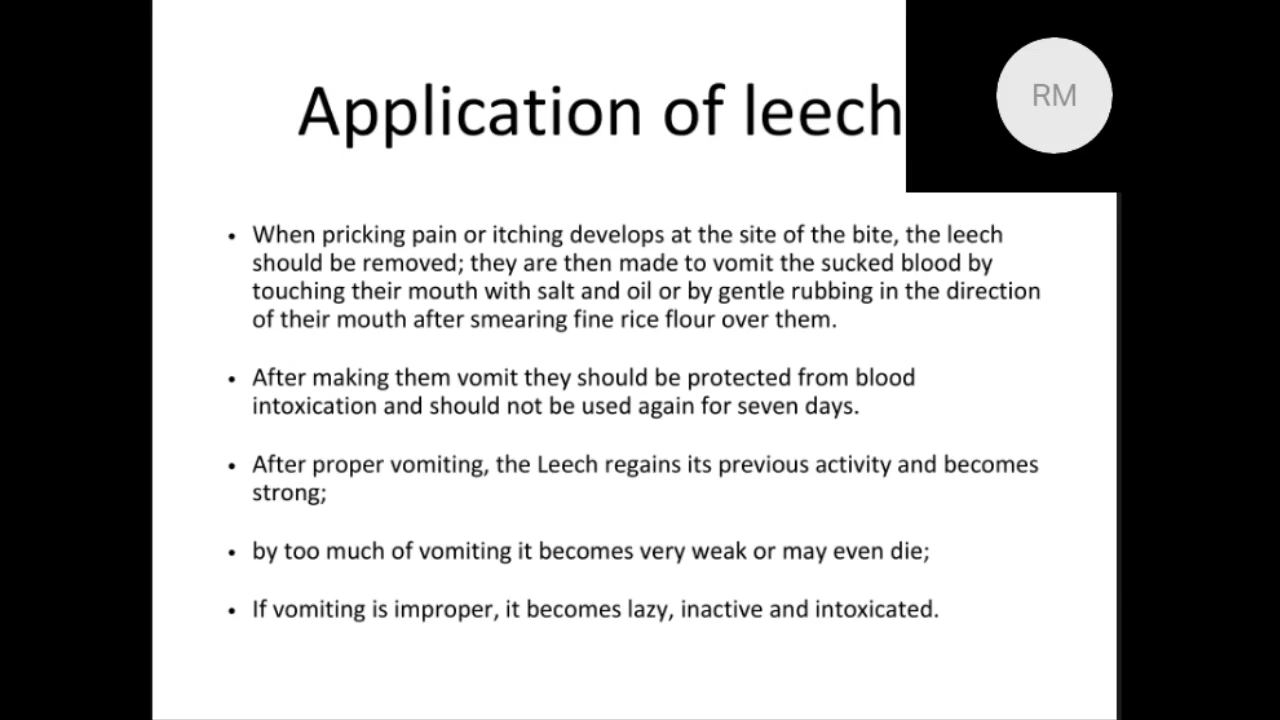 Application of leech
RM
• When pricking pain or itching develops at the site of the bite, the leech
should be removed; they are then made to vomit the sucked blood by
touching their mouth with salt and oil or by gentle rubbing in the direction
of their mouth after smearing fine rice flour over them.
• After making them vomit they should be protected from blood
intoxication and should not be used again for seven days.
• After proper vomiting, the Leech regains its previous activity and becomes
strong;
• by too much of vomiting it becomes very weak or may even die;
• If vomiting is improper, it becomes lazy, inactive and intoxicated.